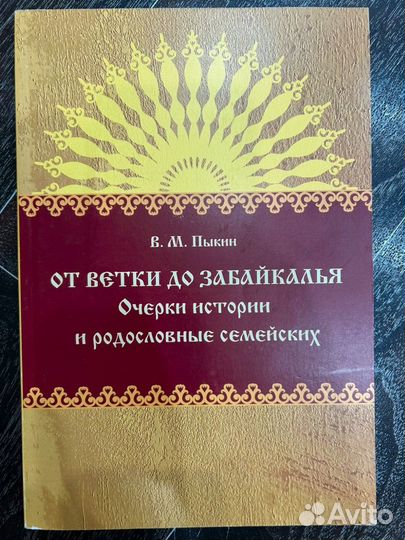 В. М. Пыкин
ОТ ВЕТКИ ДО ЗАБАЙКАЛЬЯ
Очерки истории
и родословные семейских
Avito